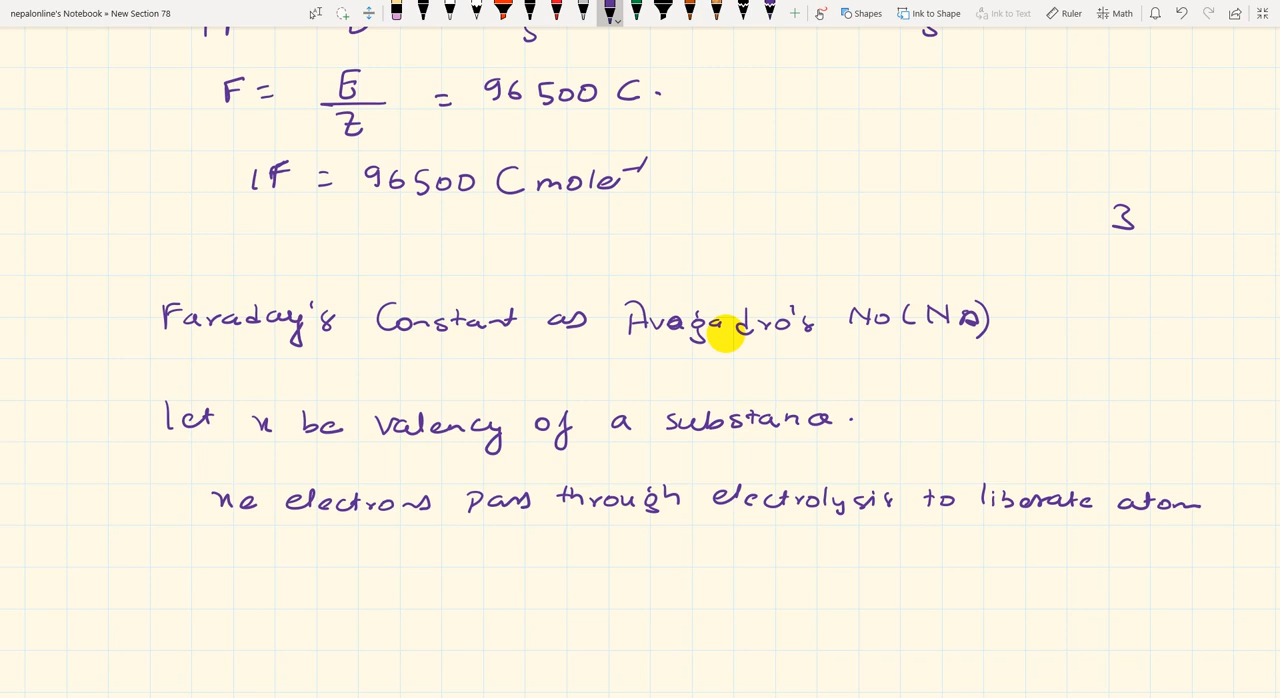 nepalonline's Notebook » New Section 78
Shapes Ink to Shape Ink to Text Ruler Math
F = E/Z = 96500 C.
1F = 96500 C mole⁻¹
3
Faraday's Constant as Avogadro's No (NA)
let x be valency of a substance.
xe electrons pass through electrolysis to liberate atom